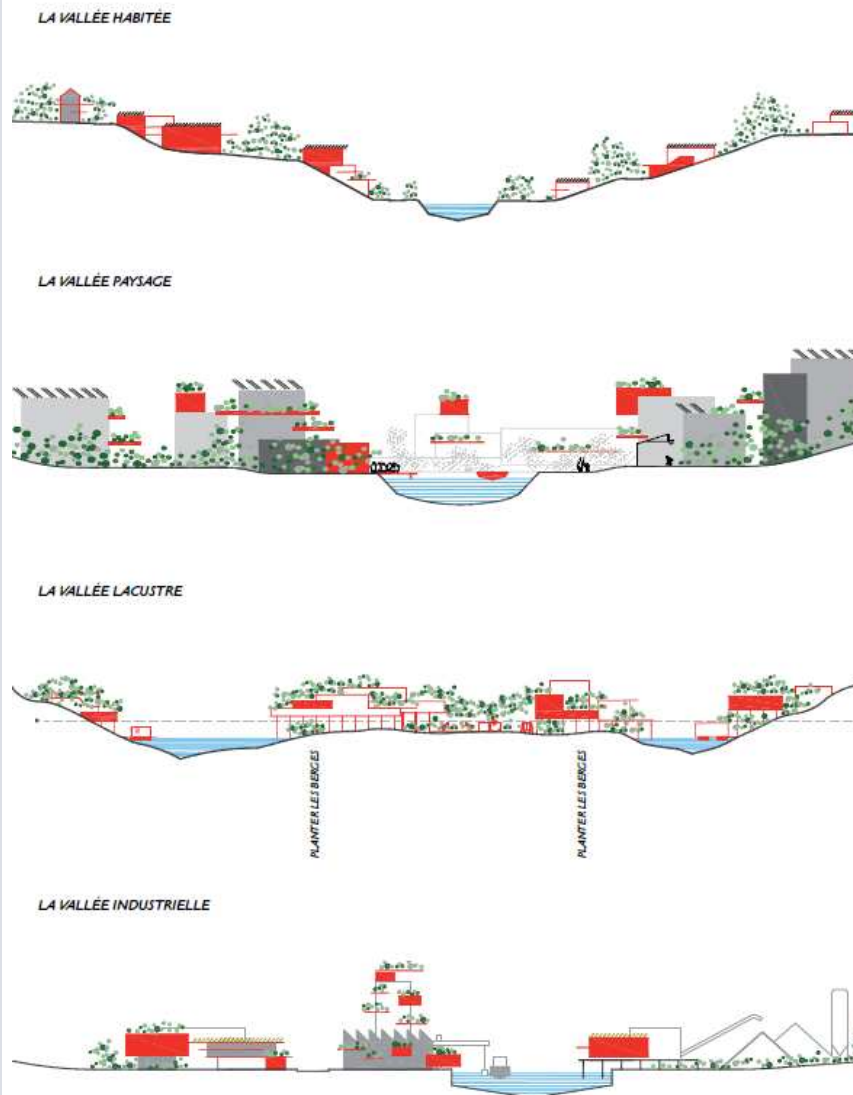 LA VALLÉE HABITÉE
LA VALLÉE PAYSAGE
LA VALLÉE LACUSTRE
PLANTER LES BERGES
PLANTER LES BERGES
LA VALLÉE INDUSTRIELLE